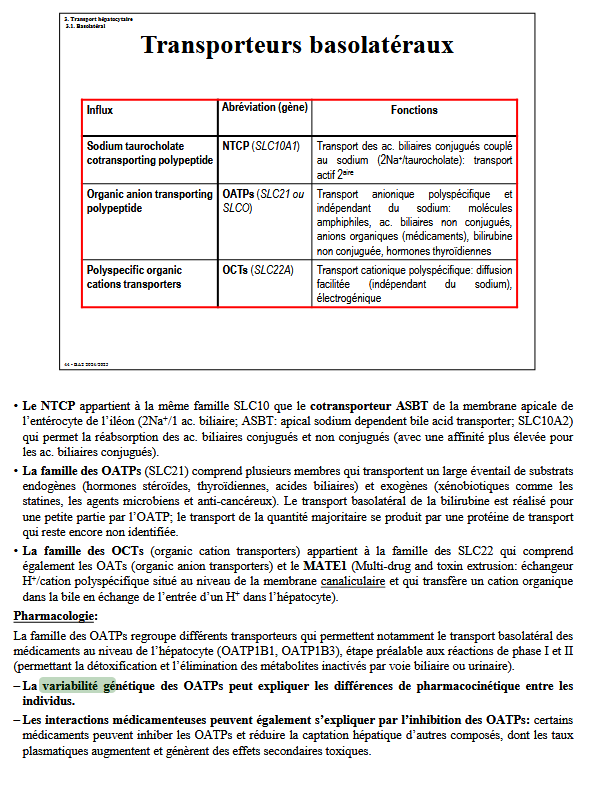 3. Transport hépatocytaire
3.1. Basolatéral
Transporteurs basolatéraux
Influx
Abréviation (gène)
Fonctions
Sodium taurocholate
cotransporting polypeptide
NTCP (SLC10A1)
Transport des ac. biliaires conjugués couplé
au sodium (2Na+/taurocholate): transport
actif 2aire
Organic anion transporting
polypeptide
OATPs (SLC21 ou
SLCO)
Transport anionique polyspécifique et
indépendant du sodium: molécules
amphiphiles, ac. biliaires non conjugués,
anions organiques (médicaments), bilirubine
non conjuguée, hormones thyroïdiennes
Polyspecific organic
cations transporters
OCTs (SLC22A)
Transport cationique polyspécifique: diffusion
facilitée (indépendant du sodium),
électrogénique
• Le NTCP appartient à la même famille SLC10 que le cotransporteur ASBT de la membrane apicale de
l'entérocyte de l'iléon (2Na+/1 ac. biliaire; ASBT: apical sodium dependent bile acid transporter; SLC10A2)
qui permet la réabsorption des ac. biliaires conjugués et non conjugués (avec une affinité plus élevée pour
les ac. biliaires conjugués).
• La famille des OATPs (SLC21) comprend plusieurs membres qui transportent un large éventail de substrats
endogènes (hormones stéroïdes, thyroïdiennes, acides biliaires) et exogènes (xénobiotiques comme les
statines, les agents microbiens et anti-cancéreux). Le transport basolatéral de la bilirubine est réalisé pour
une petite partie par l'OATP; le transport de la quantité majoritaire se produit par une protéine de transport
qui reste encore non identifiée.
• La famille des OCTs (organic cation transporters) appartient à la famille des SLC22 qui comprend
également les OATs (organic anion transporters) et le MATE1 (Multi-drug and toxin extrusion: échangeur
H+/cation polyspécifique situé au niveau de la membrane canaliculaire et qui transfère un cation organique
dans la bile en échange de l'entrée d'un H+ dans l'hépatocyte).
Pharmacologie:
La famille des OATPs regroupe différents transporteurs qui permettent notamment le transport basolatéral des
médicaments au niveau de l'hépatocyte (OATP1B1, OATP1B3), étape préalable aux réactions de phase I et II
(permettant la détoxification et l'élimination des métabolites inactivés par voie biliaire ou urinaire).
– La variabilité génétique des OATPs peut expliquer les différences de pharmacocinétique entre les
individus.
– Les interactions médicamenteuses peuvent également s'expliquer par l'inhibition des OATPs: certains
médicaments peuvent inhiber les OATPs et réduire la captation hépatique d'autres composés, dont les taux
plasmatiques augmentent et génèrent des effets secondaires toxiques.